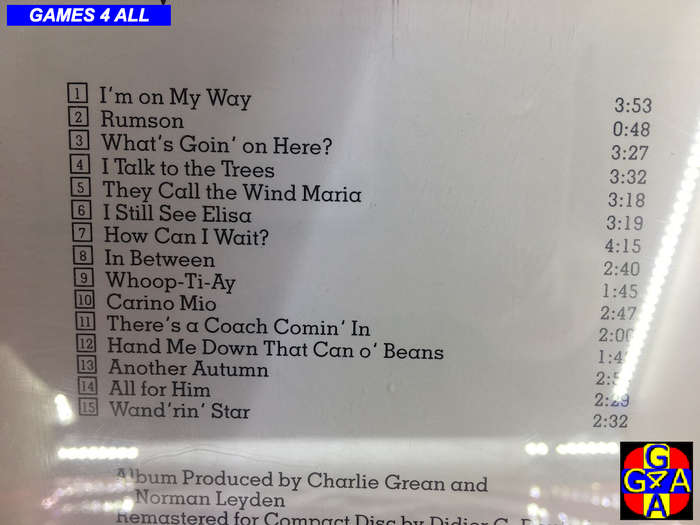 GAMES 4 ALL
1 I'm on My Way 3:53
2 Rumson 0:48
3 What's Goin' on Here? 3:27
4 I Talk to the Trees 3:32
5 They Call the Wind Maria 3:18
6 I Still See Elisa 3:19
7 How Can I Wait? 4:15
8 In Between 2:40
9 Whoop-Ti-Ay 1:45
10 Carino Mio 2:47
11 There's a Coach Comin' In
12 Hand Me Down That Can o' Beans
13 Another Autumn
14 All for Him 2:29
15 Wand'rin' Star 2:32
Album Produced by Charlie Grean and
Norman Leyden
Remastered for Compact Disc by Didier C.
G
G4A
A